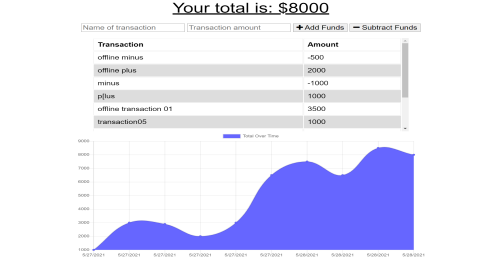 Your total is: $8000
Name of transaction Transaction amount + Add Funds − Subtract Funds
Transaction Amount
offline minus -500
offline plus 2000
minus -1000
p[lus 1000
offline transaction 01 3500
transaction05 1000
Total Over Time
9000
8000
7000
6000
5000
4000
3000
2000
1000
5/27/2021 5/27/2021 5/27/2021 5/27/2021 5/27/2021 5/27/2021 5/28/2021 5/28/2021 5/28/2021 5/28/2021